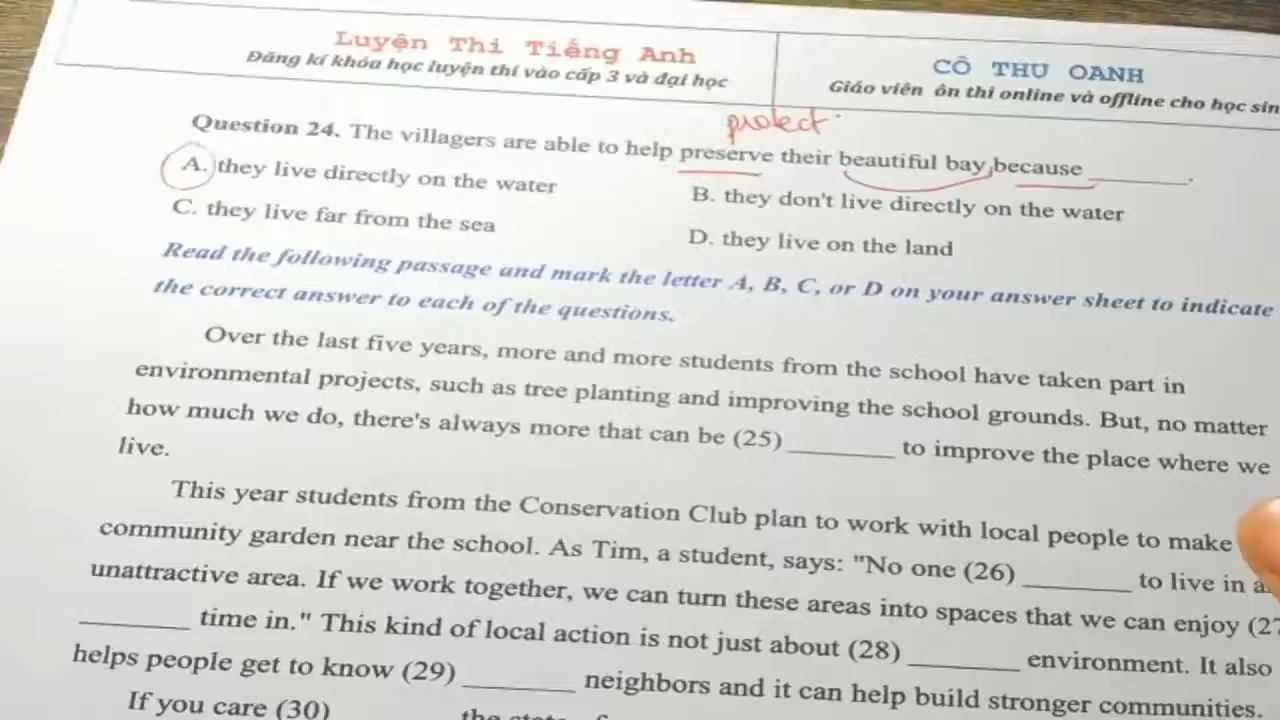 Luyện Thi Tiếng Anh
Đăng kí khóa học luyện thi vào cấp 3 và đại học
CÔ THU OANH
Giáo viên ôn thi online và offline cho học sin
protect
Question 24. The villagers are able to help preserve their beautiful bay because ________.
A. they live directly on the water
B. they don't live directly on the water
C. they live far from the sea
D. they live on the land
Read the following passage and mark the letter A, B, C, or D on your answer sheet to indicate
the correct answer to each of the questions.
Over the last five years, more and more students from the school have taken part in
environmental projects, such as tree planting and improving the school grounds. But, no matter
how much we do, there's always more that can be (25) ________ to improve the place where we
live.
This year students from the Conservation Club plan to work with local people to make
community garden near the school. As Tim, a student, says: "No one (26) ________ to live in
unattractive area. If we work together, we can turn these areas into spaces that we can enjoy (27
________ time in." This kind of local action is not just about (28) ________ environment. It also
helps people get to know (29) ________ neighbors and it can help build stronger communities.
If you care (30) ________ the state